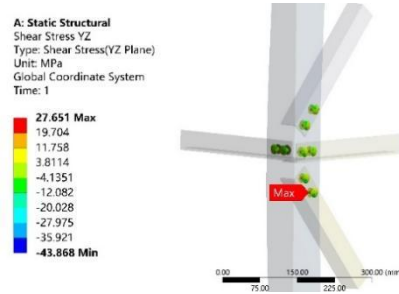 A: Static Structural
Shear Stress YZ
Type: Shear Stress(YZ Plane)
Unit: MPa
Global Coordinate System
Time: 1
27.651 Max
19.704
11.758
3.8114
-4.1351
-12.082
-20.028
-27.975
-35.921
-43.868 Min
Max
0.00 150.00 300.00 (mm)
75.00 225.00